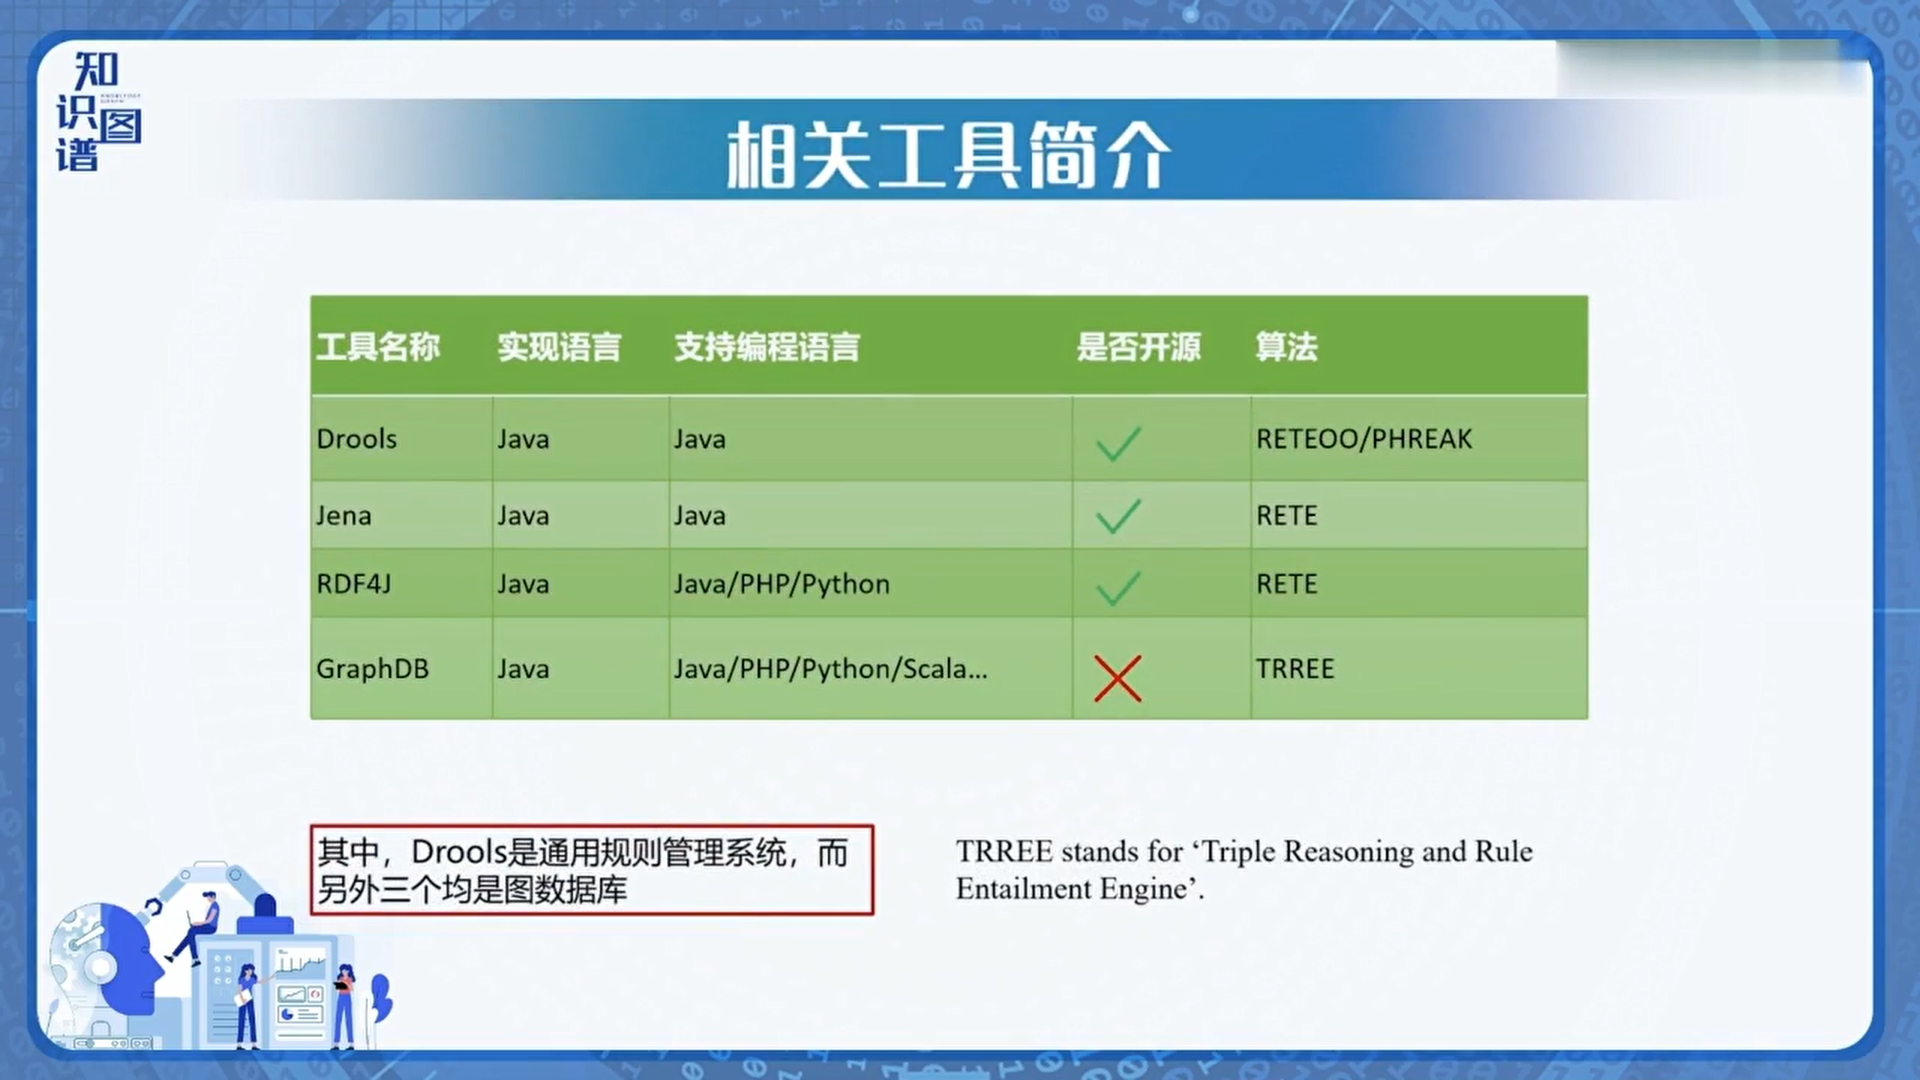 知
识图
谱
相关工具简介
工具名称 实现语言 支持编程语言 是否开源 算法
Drools Java Java RETEOO/PHREAK
Jena Java Java RETE
RDF4J Java Java/PHP/Python RETE
GraphDB Java Java/PHP/Python/Scala... TRREE
其中，Drools是通用规则管理系统，而
另外三个均是图数据库
TRREE stands for ‘Triple Reasoning and Rule
Entailment Engine’.